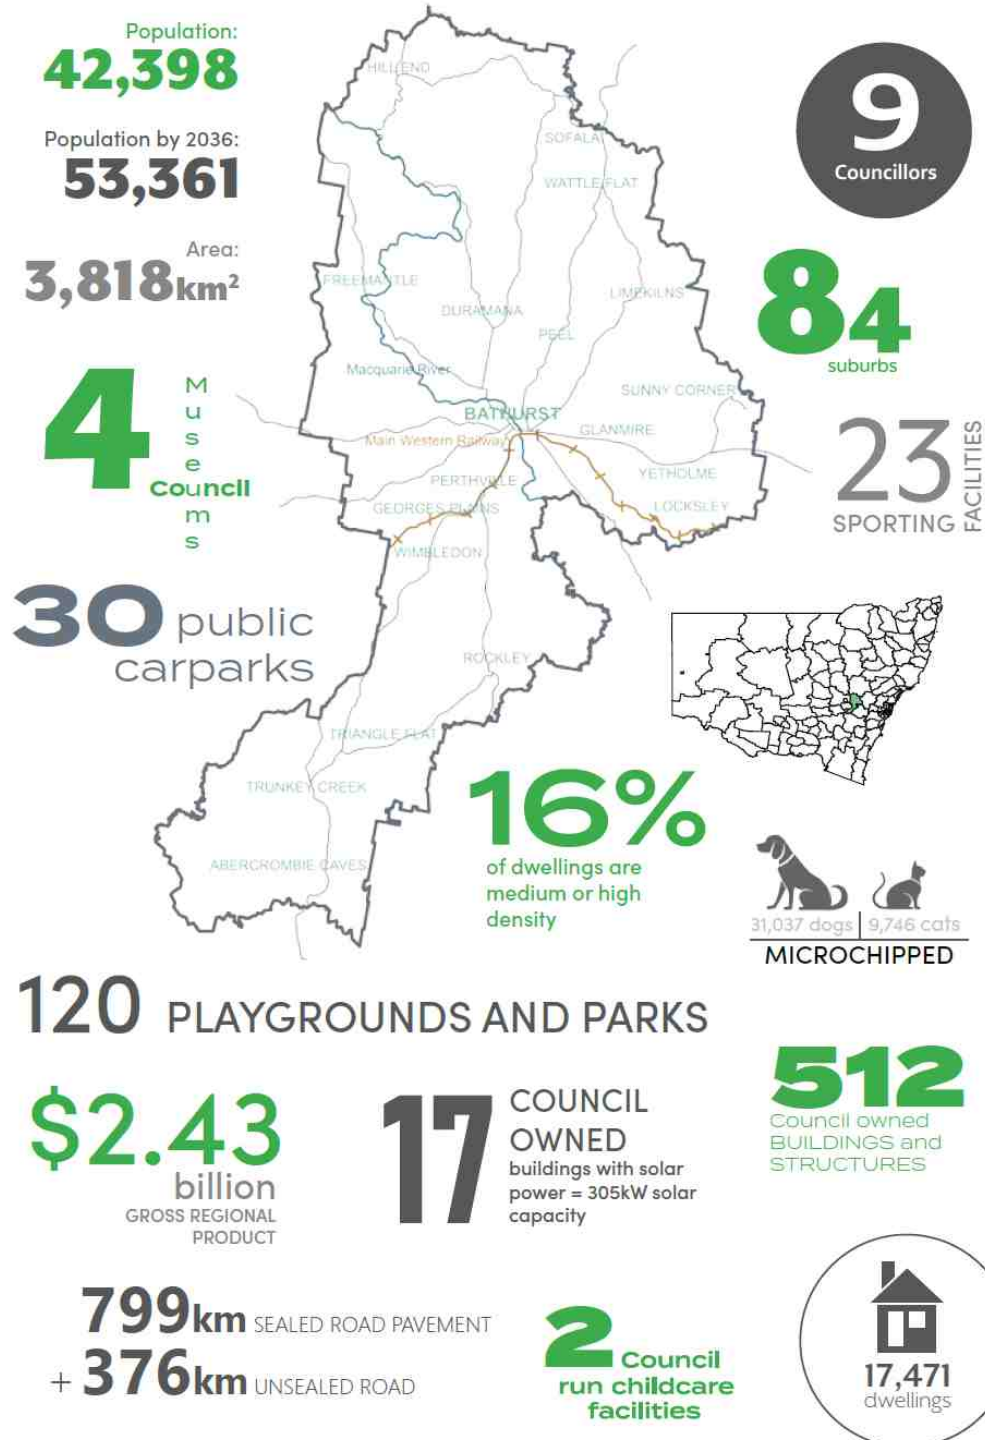 Population:
42,398
Population by 2036:
53,361
Area:
3,818km²
9
Councillors
84
suburbs
4
Museums
Council
23
SPORTING
FACILITIES
30 public
carparks
HILL END
SOFALA
WATTLE FLAT
FREEMANTLE
LIMEKILNS
DURAMANA
PEEL
Macquarie River
SUNNY CORNER
BATHURST
GLANMIRE
Main Western Railway
PERTHVILLE
YETHOLME
GEORGES PLAINS
LOCKSLEY
WIMBLEDON
ROCKLEY
TRIANGLE FLAT
TRUNKEY CREEK
ABERCROMBIE CAVES
16%
of dwellings are
medium or high
density
31,037 dogs | 9,746 cats
MICROCHIPPED
120 PLAYGROUNDS AND PARKS
$2.43
billion
GROSS REGIONAL
PRODUCT
17
COUNCIL
OWNED
buildings with solar
power = 305kW solar
capacity
512
Council owned
BUILDINGS and
STRUCTURES
799km SEALED ROAD PAVEMENT
+ 376km UNSEALED ROAD
2 Council
run childcare
facilities
17,471
dwellings